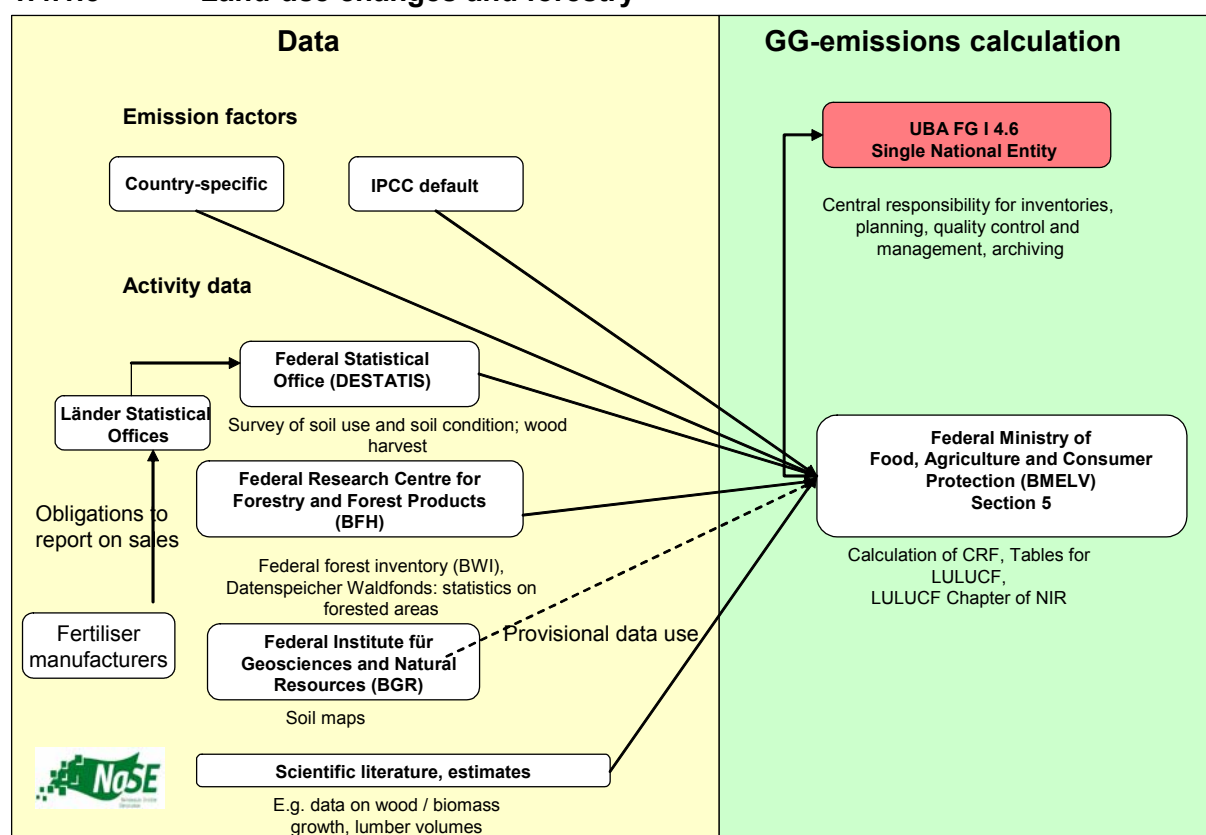 Land-use changes and forestry
Data
Emission factors
Country-specific
IPCC default
Activity data
Federal Statistical
Office (DESTATIS)
Länder Statistical
Offices
Survey of soil use and soil condition; wood
harvest
Federal Research Centre for
Forestry and Forest Products
(BFH)
Obligations to
report on sales
Federal forest inventory (BWI),
Datenspeicher Waldfonds: statistics on
forested areas
Fertiliser
manufacturers
Federal Institute für
Geosciences and Natural
Resources (BGR)
Provisional data use
Soil maps
NaSE
Scientific literature, estimates
E.g. data on wood / biomass
growth, lumber volumes
GG-emissions calculation
UBA FG I 4.6
Single National Entity
Central responsibility for inventories,
planning, quality control and
management, archiving
Federal Ministry of
Food, Agriculture and Consumer
Protection (BMELV)
Section 5
Calculation of CRF, Tables for
LULUCF,
LULUCF Chapter of NIR